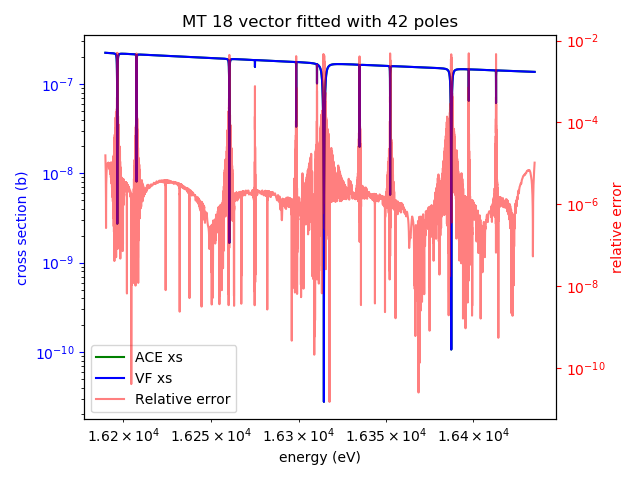 MT 18 vector fitted with 42 poles
10⁻⁷
10⁻⁸
10⁻⁹
10⁻¹⁰
cross section (b)
10⁻²
10⁻⁴
10⁻⁶
10⁻⁸
10⁻¹⁰
relative error
ACE xs
VF xs
Relative error
1.62×10⁴ 1.625×10⁴ 1.63×10⁴ 1.635×10⁴ 1.64×10⁴
energy (eV)